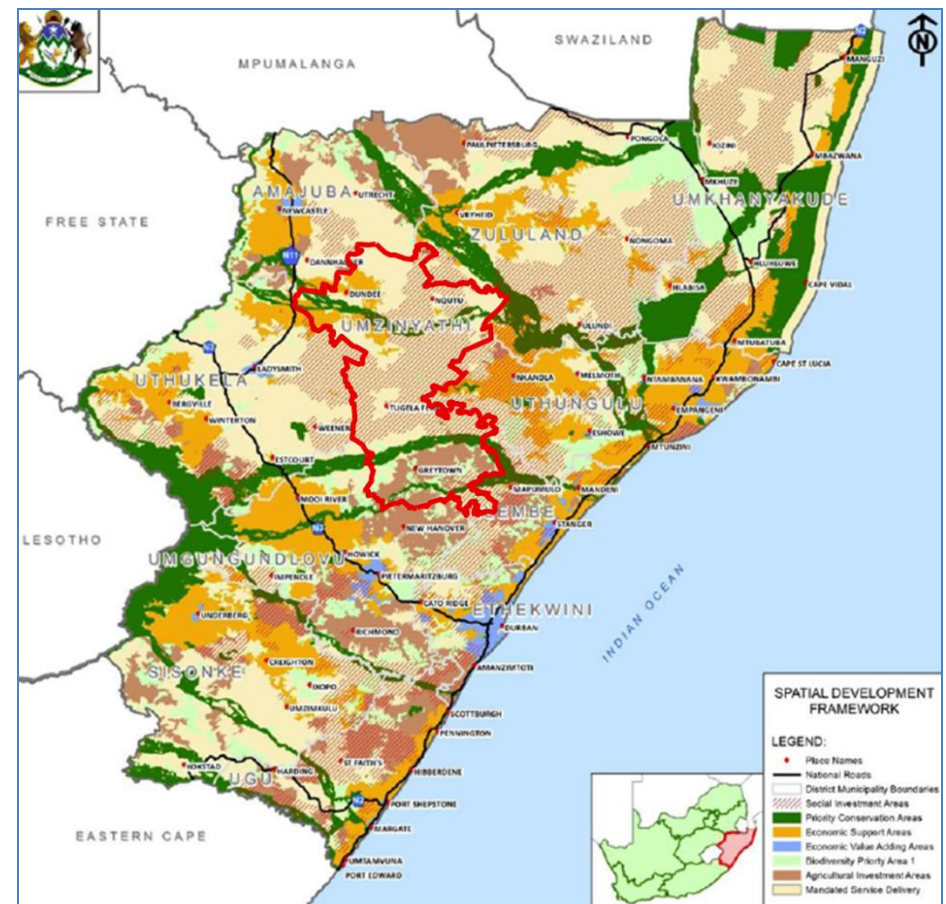 SWAZILAND
MPUMALANGA
N
N2
MANGUZI
PAULPIETERSBURG
PONGOLA
JOZINI
MBAZWANA
MKHUZE
AMAJUBA
UTRECHT
UMKHANYAKUDE
NEWCASTLE
VRYHEID
FREE STATE
ZULULAND
NONGOMA
N11
DANNHAUSER
HLUHLUWE
HLABISA
CAPE VIDAL
DUNDEE
NQUTU
UMZINYATHI
ULUNDI
MTUBATUBA
LADYSMITH
CAPE ST LUCIA
UTHUKELA
NKANDLA
MELMOTH
NTAMBANANA
KWAMBONAMBI
BERGVILLE
UTHUNGULU
TUGELA FE
EMPANGENI
WINTERTON
WEENEN
ESHOWE
MTUNZINI
ESTCOURT
GREYTOWN
MAPUMULO
MANDENI
MOOI RIVER
EMBE
STANGER
NEW HANOVER
N3
LESOTHO
UMGUNGUNDLOVU
HOWICK
IMPENDLE
PIETERMARITZBURG
CATO RIDGE
ETHEKWINI
UNDERBERG
DURBAN
RICHMOND
INDIAN OCEAN
CREIGHTON
AMANZIMTOTI
SISONKE
IXOPO
UMZIMKULU
SCOTTBURGH
PENNINGTON
KOKSTAD
HARDING
ST FAITH'S
HIBBERDENE
UGU
N2
PORT SHEPSTONE
MARGATE
EASTERN CAPE
UMTAMVUNA
PORT EDWARD
SPATIAL DEVELOPMENT
FRAMEWORK
LEGEND:
Place Names
National Roads
District Municipality Boundaries
Social Investment Areas
Priority Conservation Areas
Economic Support Areas
Economic Value Adding Areas
Biodiversity Priorty Area 1
Agricultural Investment Areas
Mandated Service Delivery